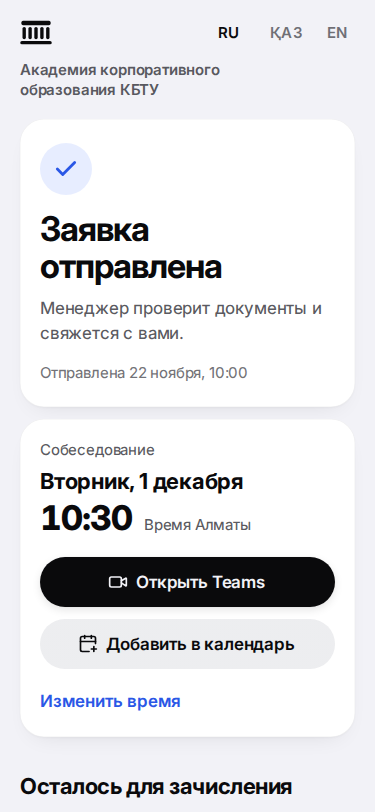 RU ҚАЗ EN
Академия корпоративного
образования КБТУ
Заявка
отправлена
Менеджер проверит документы и
свяжется с вами.
Отправлена 22 ноября, 10:00
Собеседование
Вторник, 1 декабря
10:30 Время Алматы
Открыть Teams
Добавить в календарь
Изменить время
Осталось для зачисления